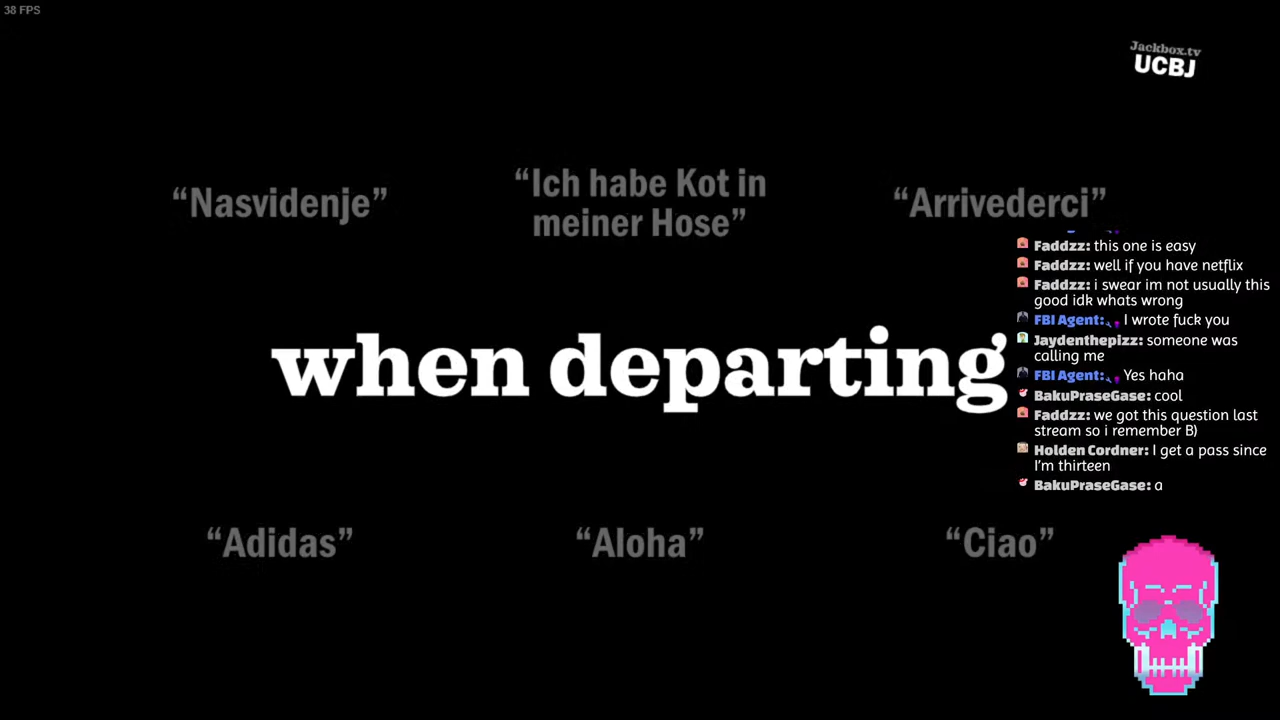 38 FPS
Jackbox.tv
UCBJ
“Nasvidenje”
“Ich habe Kot in
meiner Hose”
“Arrivederci”
when departing
“Adidas”
“Aloha”
“Ciao”
Faddzz: this one is easy
Faddzz: well if you have netflix
Faddzz: i swear im not usually this
good idk whats wrong
FBI Agent: I wrote fuck you
Jaydenthepizz: someone was
calling me
FBI Agent: Yes haha
BakuPraseGase: cool
Faddzz: we got this question last
stream so i remember B)
Holden Cordner: I get a pass since
I'm thirteen
BakuPraseGase: a